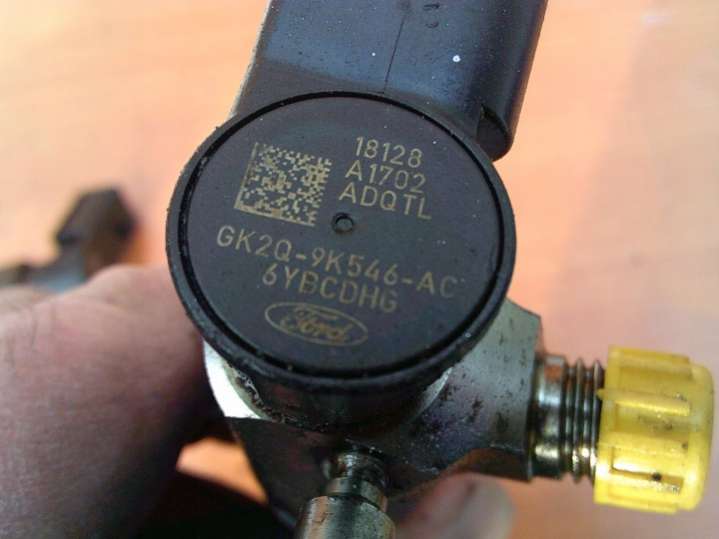 18128
A1702
ADQTL
GK2Q-9K546-AC
6YBCDHG
Ford